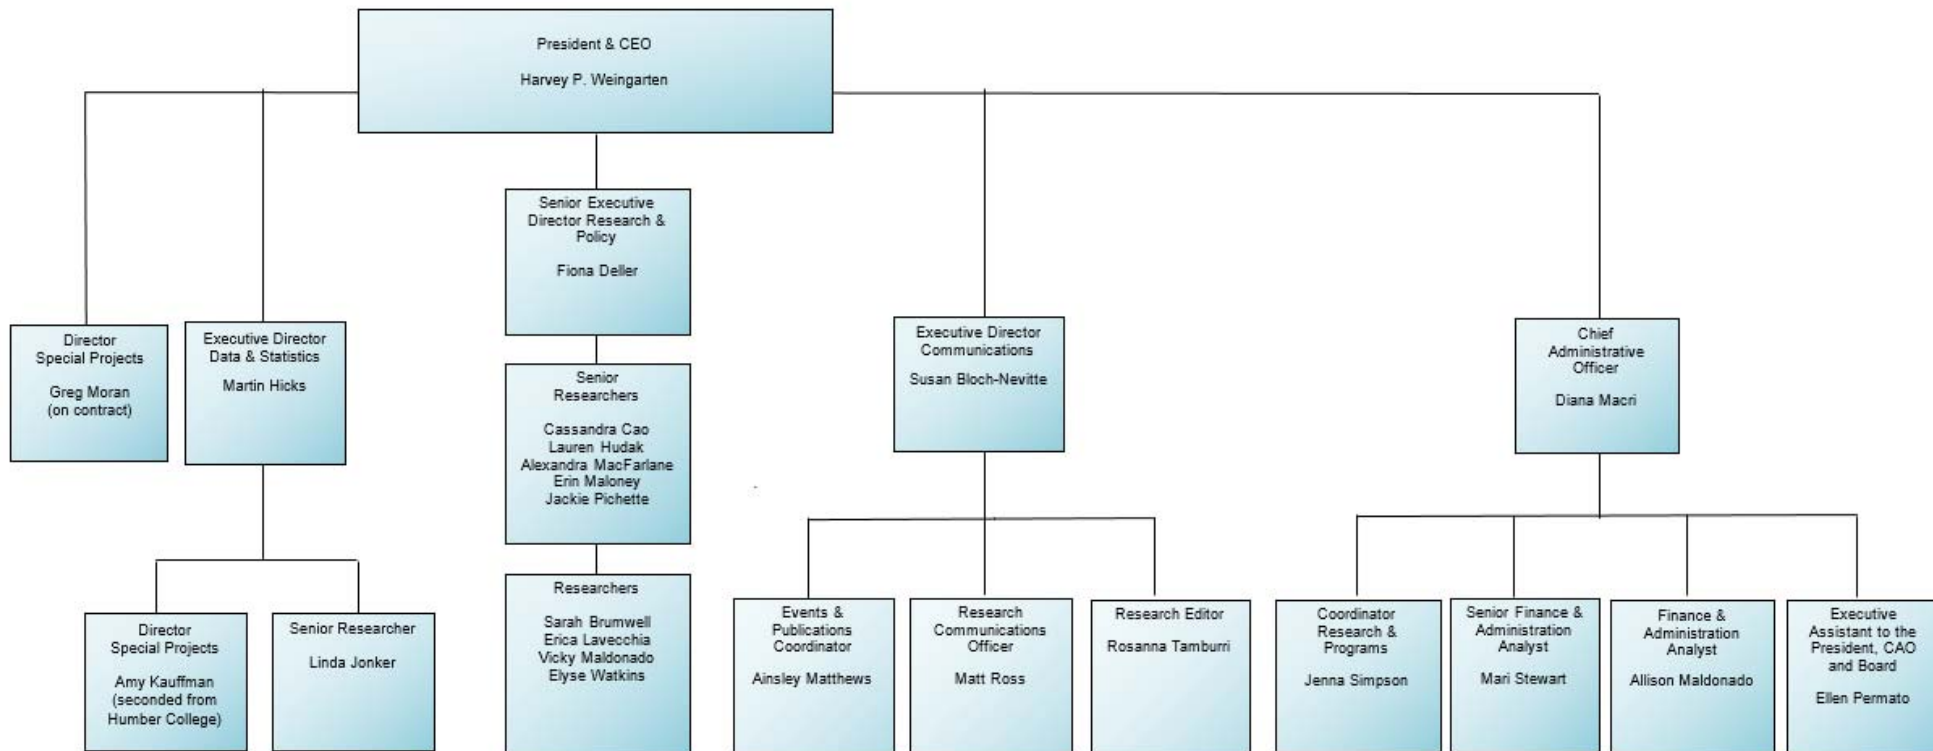 President & CEO
Harvey P. Weingarten
Senior Executive
Director Research &
Policy
Fiona Deller
Director
Special Projects
Greg Moran
(on contract)
Executive Director
Data & Statistics
Martin Hicks
Executive Director
Communications
Susan Bloch-Nevitte
Chief
Administrative
Officer
Diana Macri
Senior
Researchers
Cassandra Cao
Lauren Hudak
Alexandra MacFarlane
Erin Maloney
Jackie Pichette
Director
Special Projects
Amy Kauffman
(seconded from
Humber College)
Senior Researcher
Linda Jonker
Researchers
Sarah Brumwell
Erica Lavecchia
Vicky Maldonado
Elyse Watkins
Events &
Publications
Coordinator
Ainsley Matthews
Research
Communications
Officer
Matt Ross
Research Editor
Rosanna Tamburri
Coordinator
Research &
Programs
Jenna Simpson
Senior Finance &
Administration
Analyst
Mari Stewart
Finance &
Administration
Analyst
Allison Maldonado
Executive
Assistant to the
President, CAO
and Board
Ellen Permato